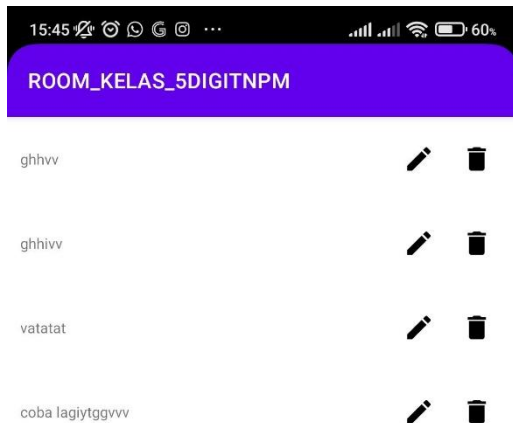 15:45 60%
ROOM_KELAS_5DIGITNPM
ghhvv
ghhivv
vatatat
coba lagiytggvvv